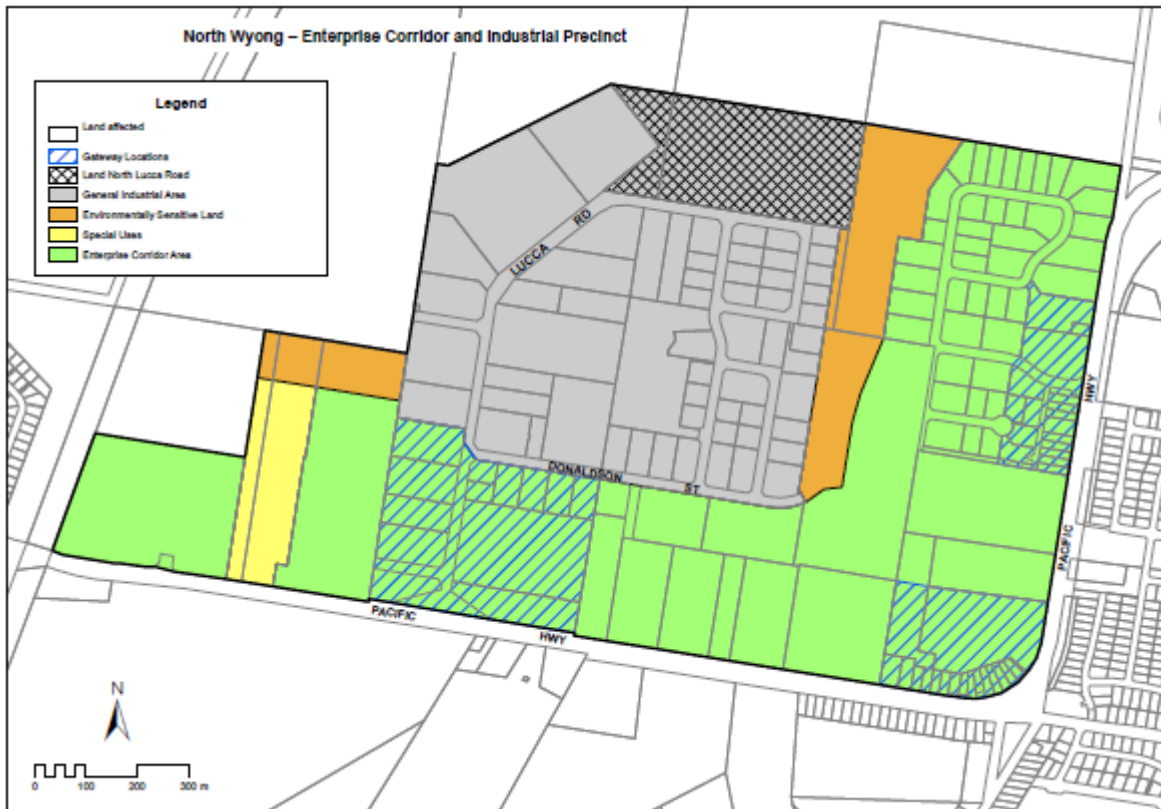 North Wyong – Enterprise Corridor and Industrial Precinct
Legend
Land affected
Gateway Locations
Land North Lucca Road
General Industrial Area
Environmentally Sensitive Land
Special Uses
Enterprise Corridor Area
LUCCA RD
HWY
DONALDSON ST
PACIFIC
PACIFIC HWY
N
0 100 200 300 m